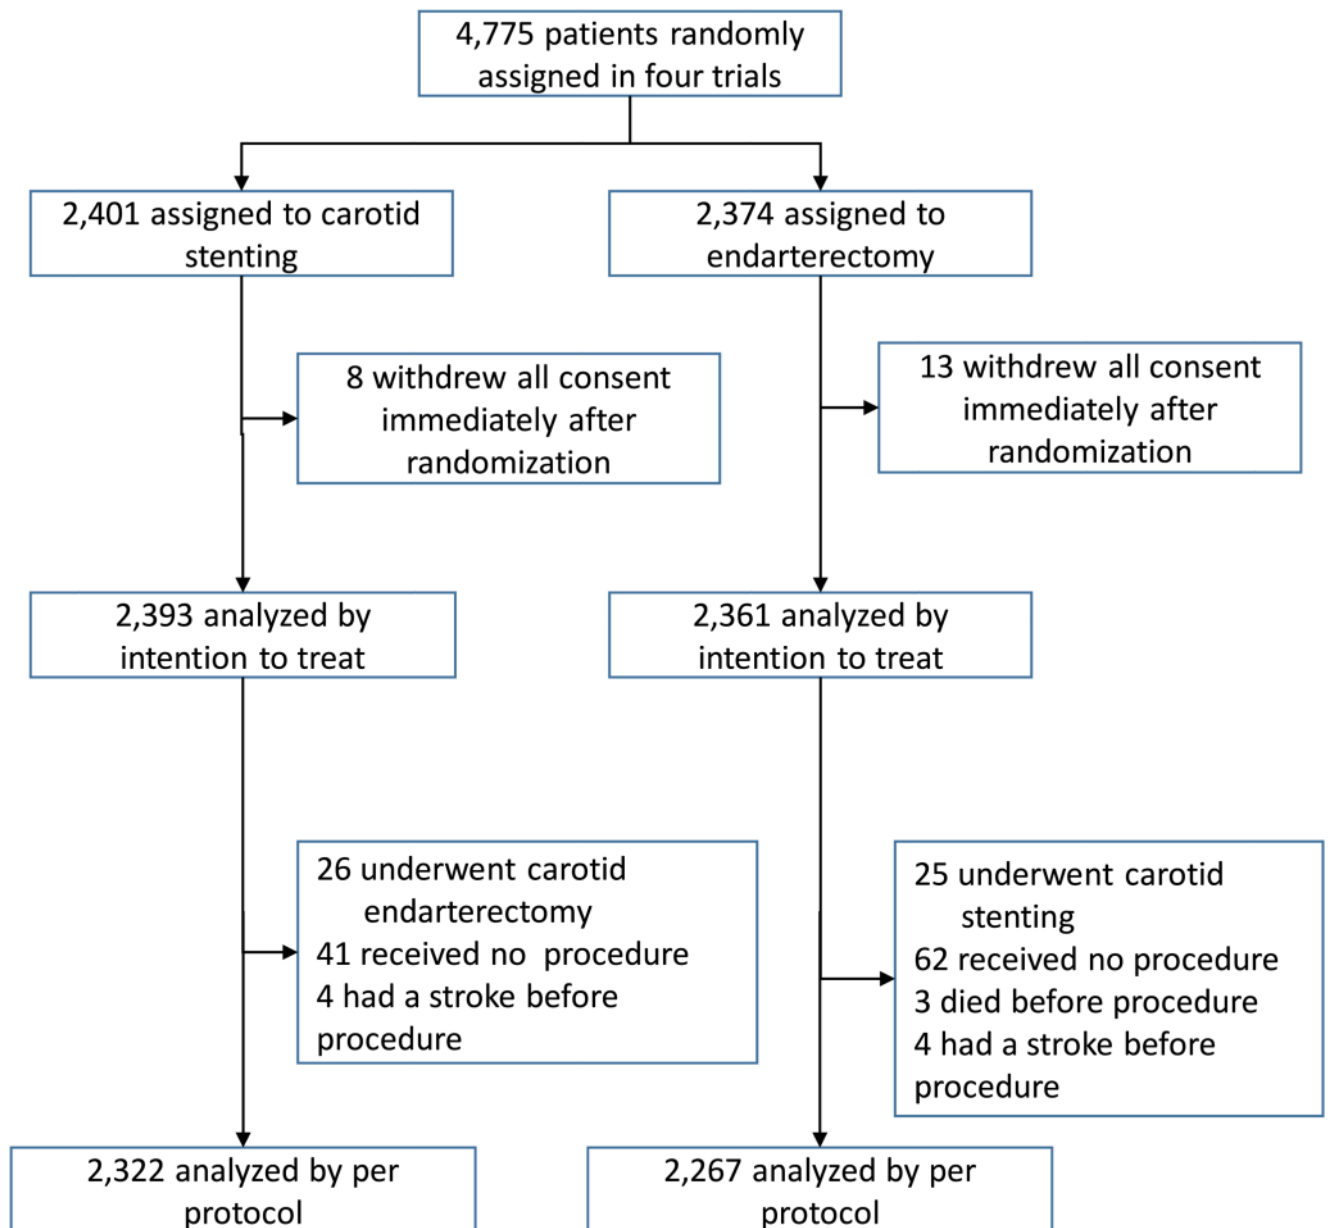 4,775 patients randomly
assigned in four trials
2,401 assigned to carotid
stenting
2,374 assigned to
endarterectomy
8 withdrew all consent
immediately after
randomization
13 withdrew all consent
immediately after
randomization
2,393 analyzed by
intention to treat
2,361 analyzed by
intention to treat
26 underwent carotid
endarterectomy
41 received no procedure
4 had a stroke before
procedure
25 underwent carotid
stenting
62 received no procedure
3 died before procedure
4 had a stroke before
procedure
2,322 analyzed by per
protocol
2,267 analyzed by per
protocol